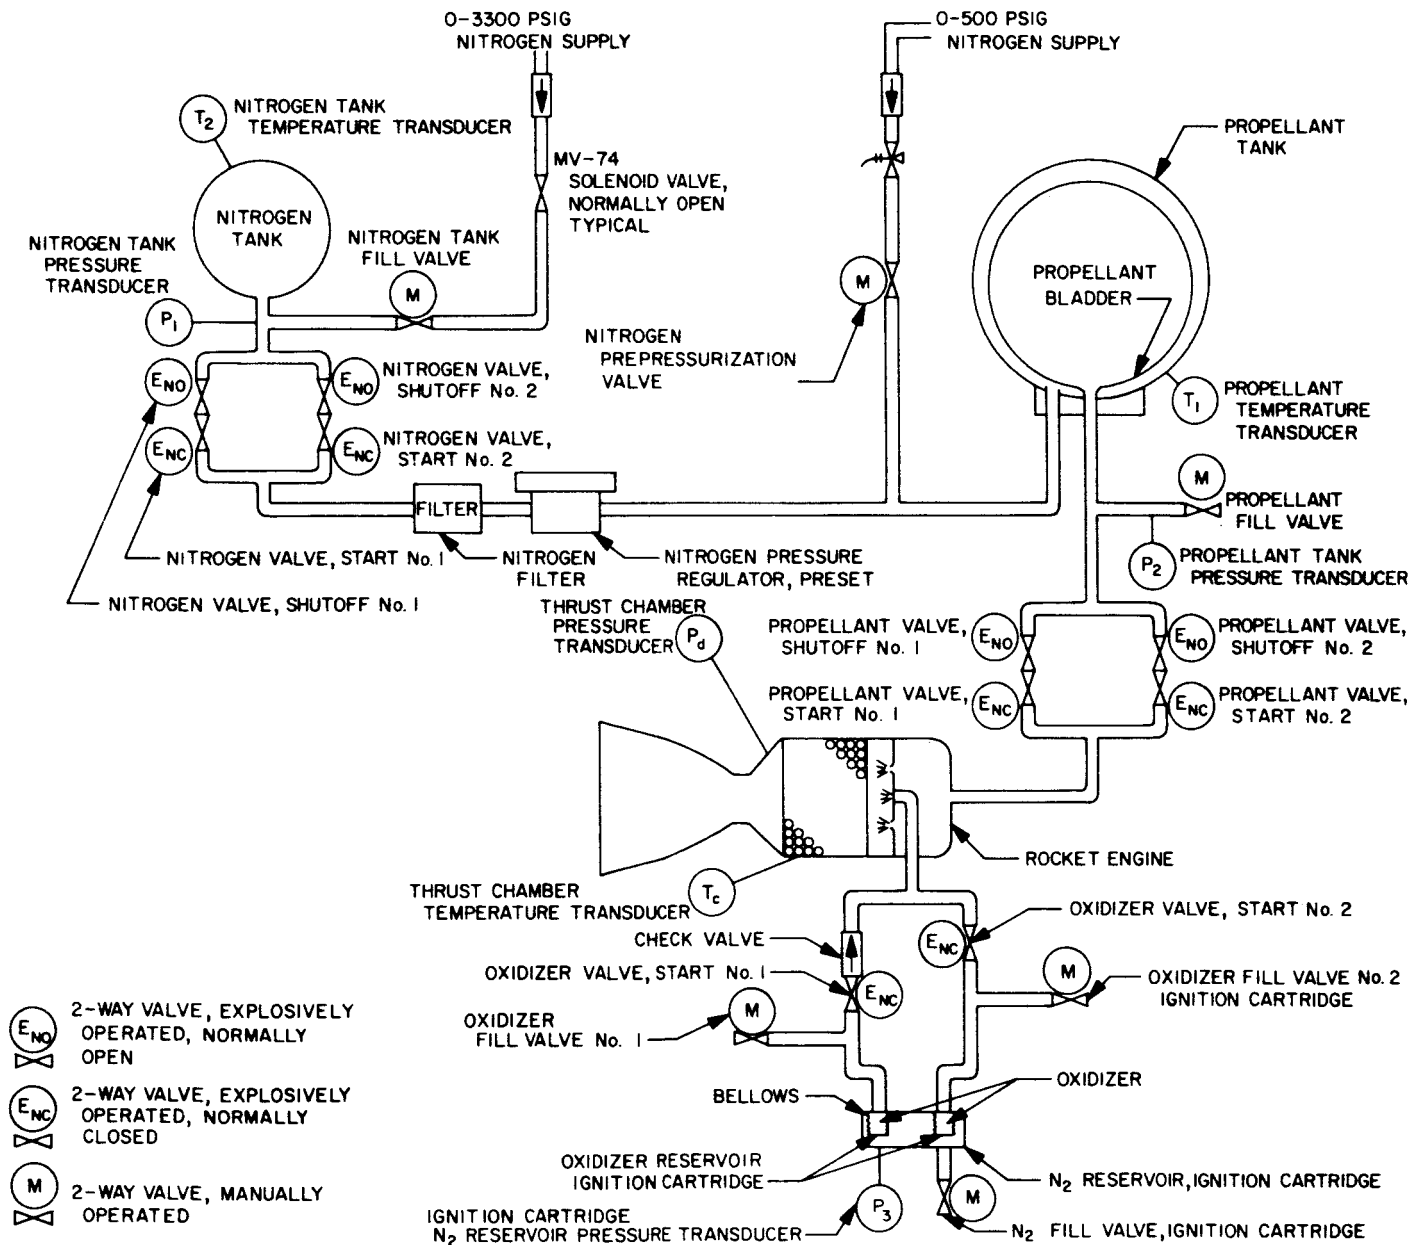 0-3300 PSIG
NITROGEN SUPPLY
0-500 PSIG
NITROGEN SUPPLY
T2
NITROGEN TANK
TEMPERATURE TRANSDUCER
MV-74
SOLENOID VALVE,
NORMALLY OPEN
TYPICAL
PROPELLANT
TANK
NITROGEN
TANK
NITROGEN TANK
PRESSURE
TRANSDUCER
NITROGEN TANK
FILL VALVE
M
M
P1
PROPELLANT
BLADDER
NITROGEN
PREPRESSURIZATION
VALVE
ENO
ENO
NITROGEN VALVE,
SHUTOFF No. 2
ENC
ENC
NITROGEN VALVE,
START No. 2
T1
PROPELLANT
TEMPERATURE
TRANSDUCER
M
PROPELLANT
FILL VALVE
FILTER
NITROGEN VALVE, START No. 1
NITROGEN
FILTER
NITROGEN PRESSURE
REGULATOR, PRESET
P2
PROPELLANT TANK
PRESSURE TRANSDUCER
NITROGEN VALVE, SHUTOFF No. 1
THRUST CHAMBER
PRESSURE
TRANSDUCER
Pd
PROPELLANT VALVE,
SHUTOFF No. 1
ENO
ENO
PROPELLANT VALVE,
SHUTOFF No. 2
PROPELLANT VALVE,
START No. 1
ENC
ENC
PROPELLANT VALVE,
START No. 2
ROCKET ENGINE
THRUST CHAMBER
TEMPERATURE TRANSDUCER
Tc
OXIDIZER VALVE, START No. 2
CHECK VALVE
ENC
OXIDIZER VALVE, START No. 1
ENC
M
OXIDIZER FILL VALVE No. 2
IGNITION CARTRIDGE
OXIDIZER
FILL VALVE No. 1
M
ENO
2-WAY VALVE, EXPLOSIVELY
OPERATED, NORMALLY
OPEN
OXIDIZER
BELLOWS
ENC
2-WAY VALVE, EXPLOSIVELY
OPERATED, NORMALLY
CLOSED
OXIDIZER RESERVOIR
IGNITION CARTRIDGE
N2 RESERVOIR, IGNITION CARTRIDGE
M
2-WAY VALVE, MANUALLY
OPERATED
IGNITION CARTRIDGE
N2 RESERVOIR PRESSURE TRANSDUCER
P3
M
N2 FILL VALVE, IGNITION CARTRIDGE